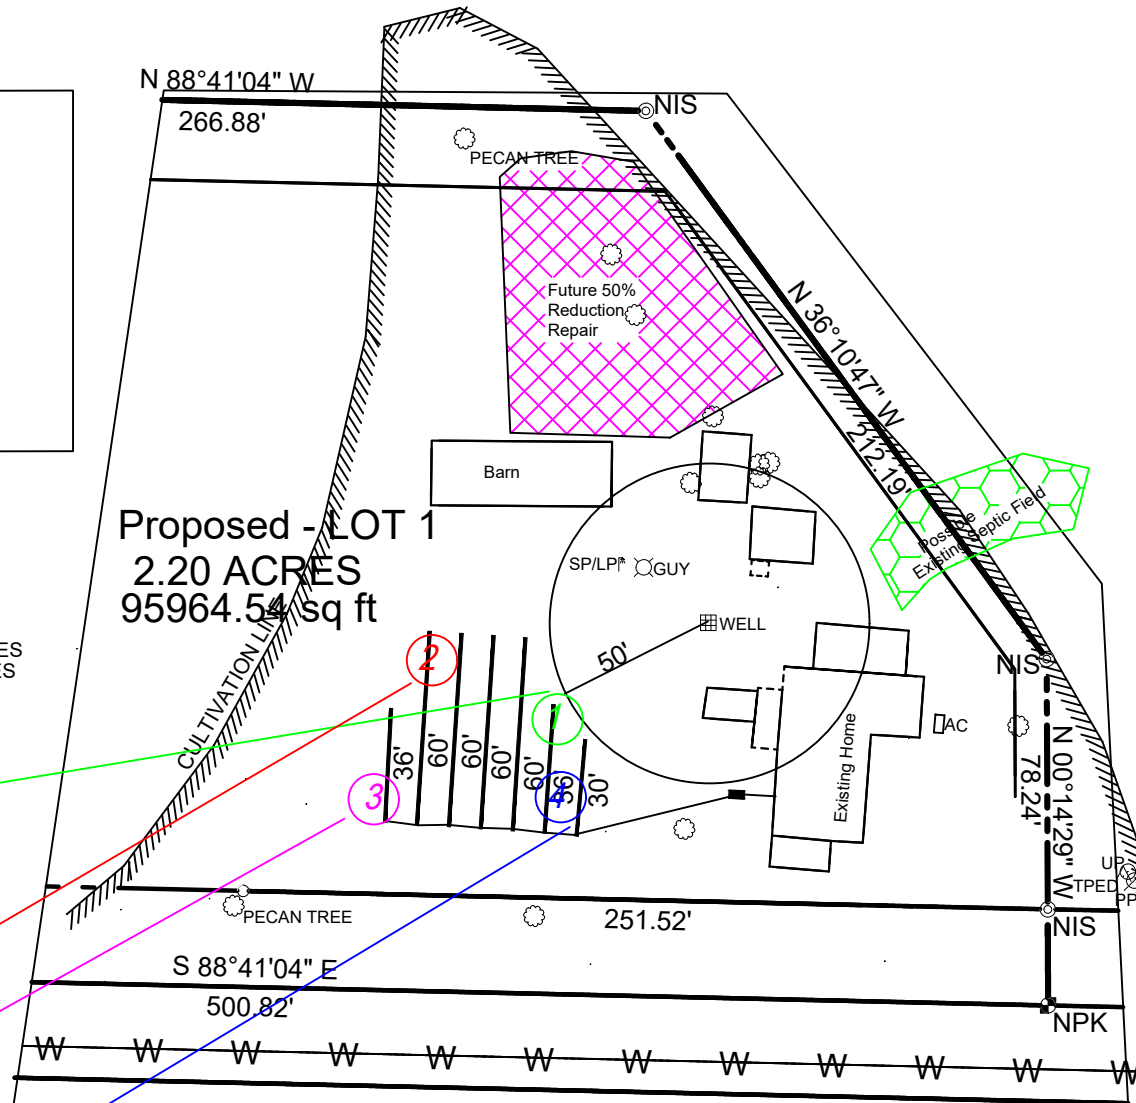 N 88°41'04" W
266.88'
NIS
PECAN TREE
Future 50%
Reduction
Repair
N 36°10'47" W
212.19'
Barn
Possible
Existing Septic Field
Proposed - LOT 1
2.20 ACRES
95964.54 sq ft
SP/LP
GUY
WELL
50'
ES
ES
CULTIVATION LINE
NIS
AC
Existing Home
N 00°14'29" W
78.24'
2
1
3
4
36'
60'
60'
60'
60'
36'
30'
UP
TPED
PP
PECAN TREE
251.52'
NIS
S 88°41'04" E
500.82'
NPK
W W W W W W W W W W W W